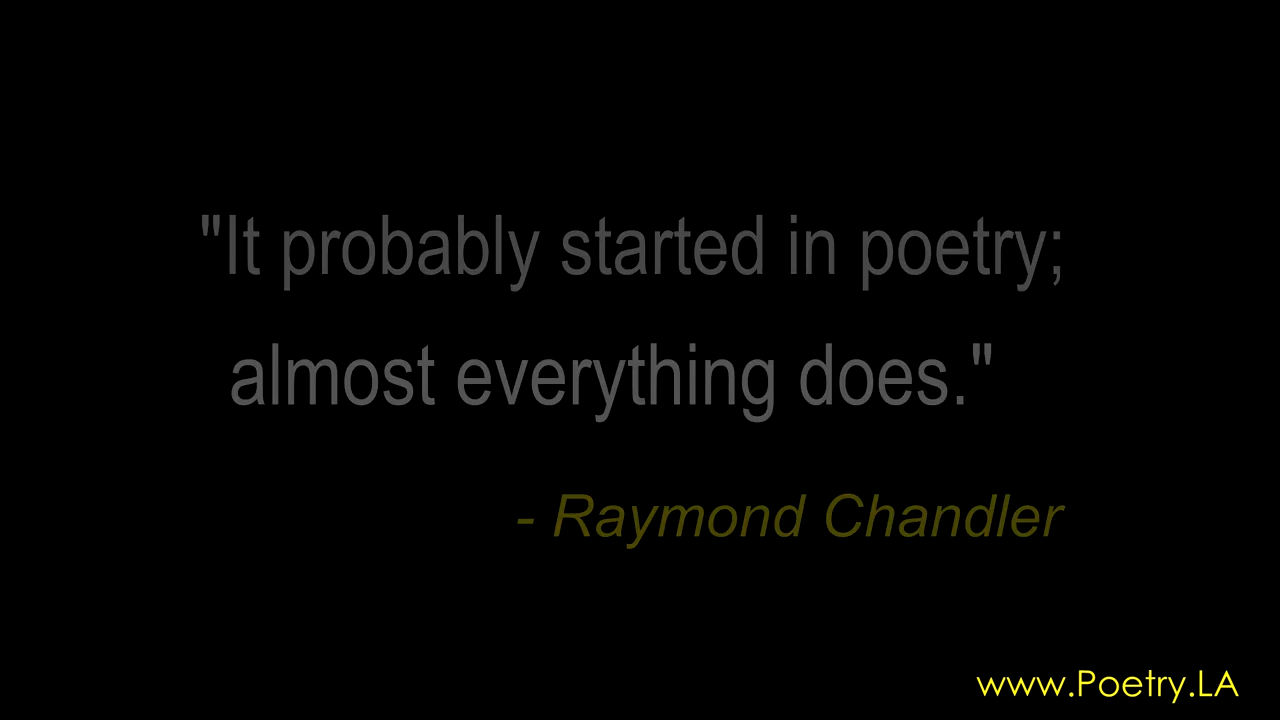 "It probably started in poetry;
almost everything does."
- Raymond Chandler
www.Poetry.LA